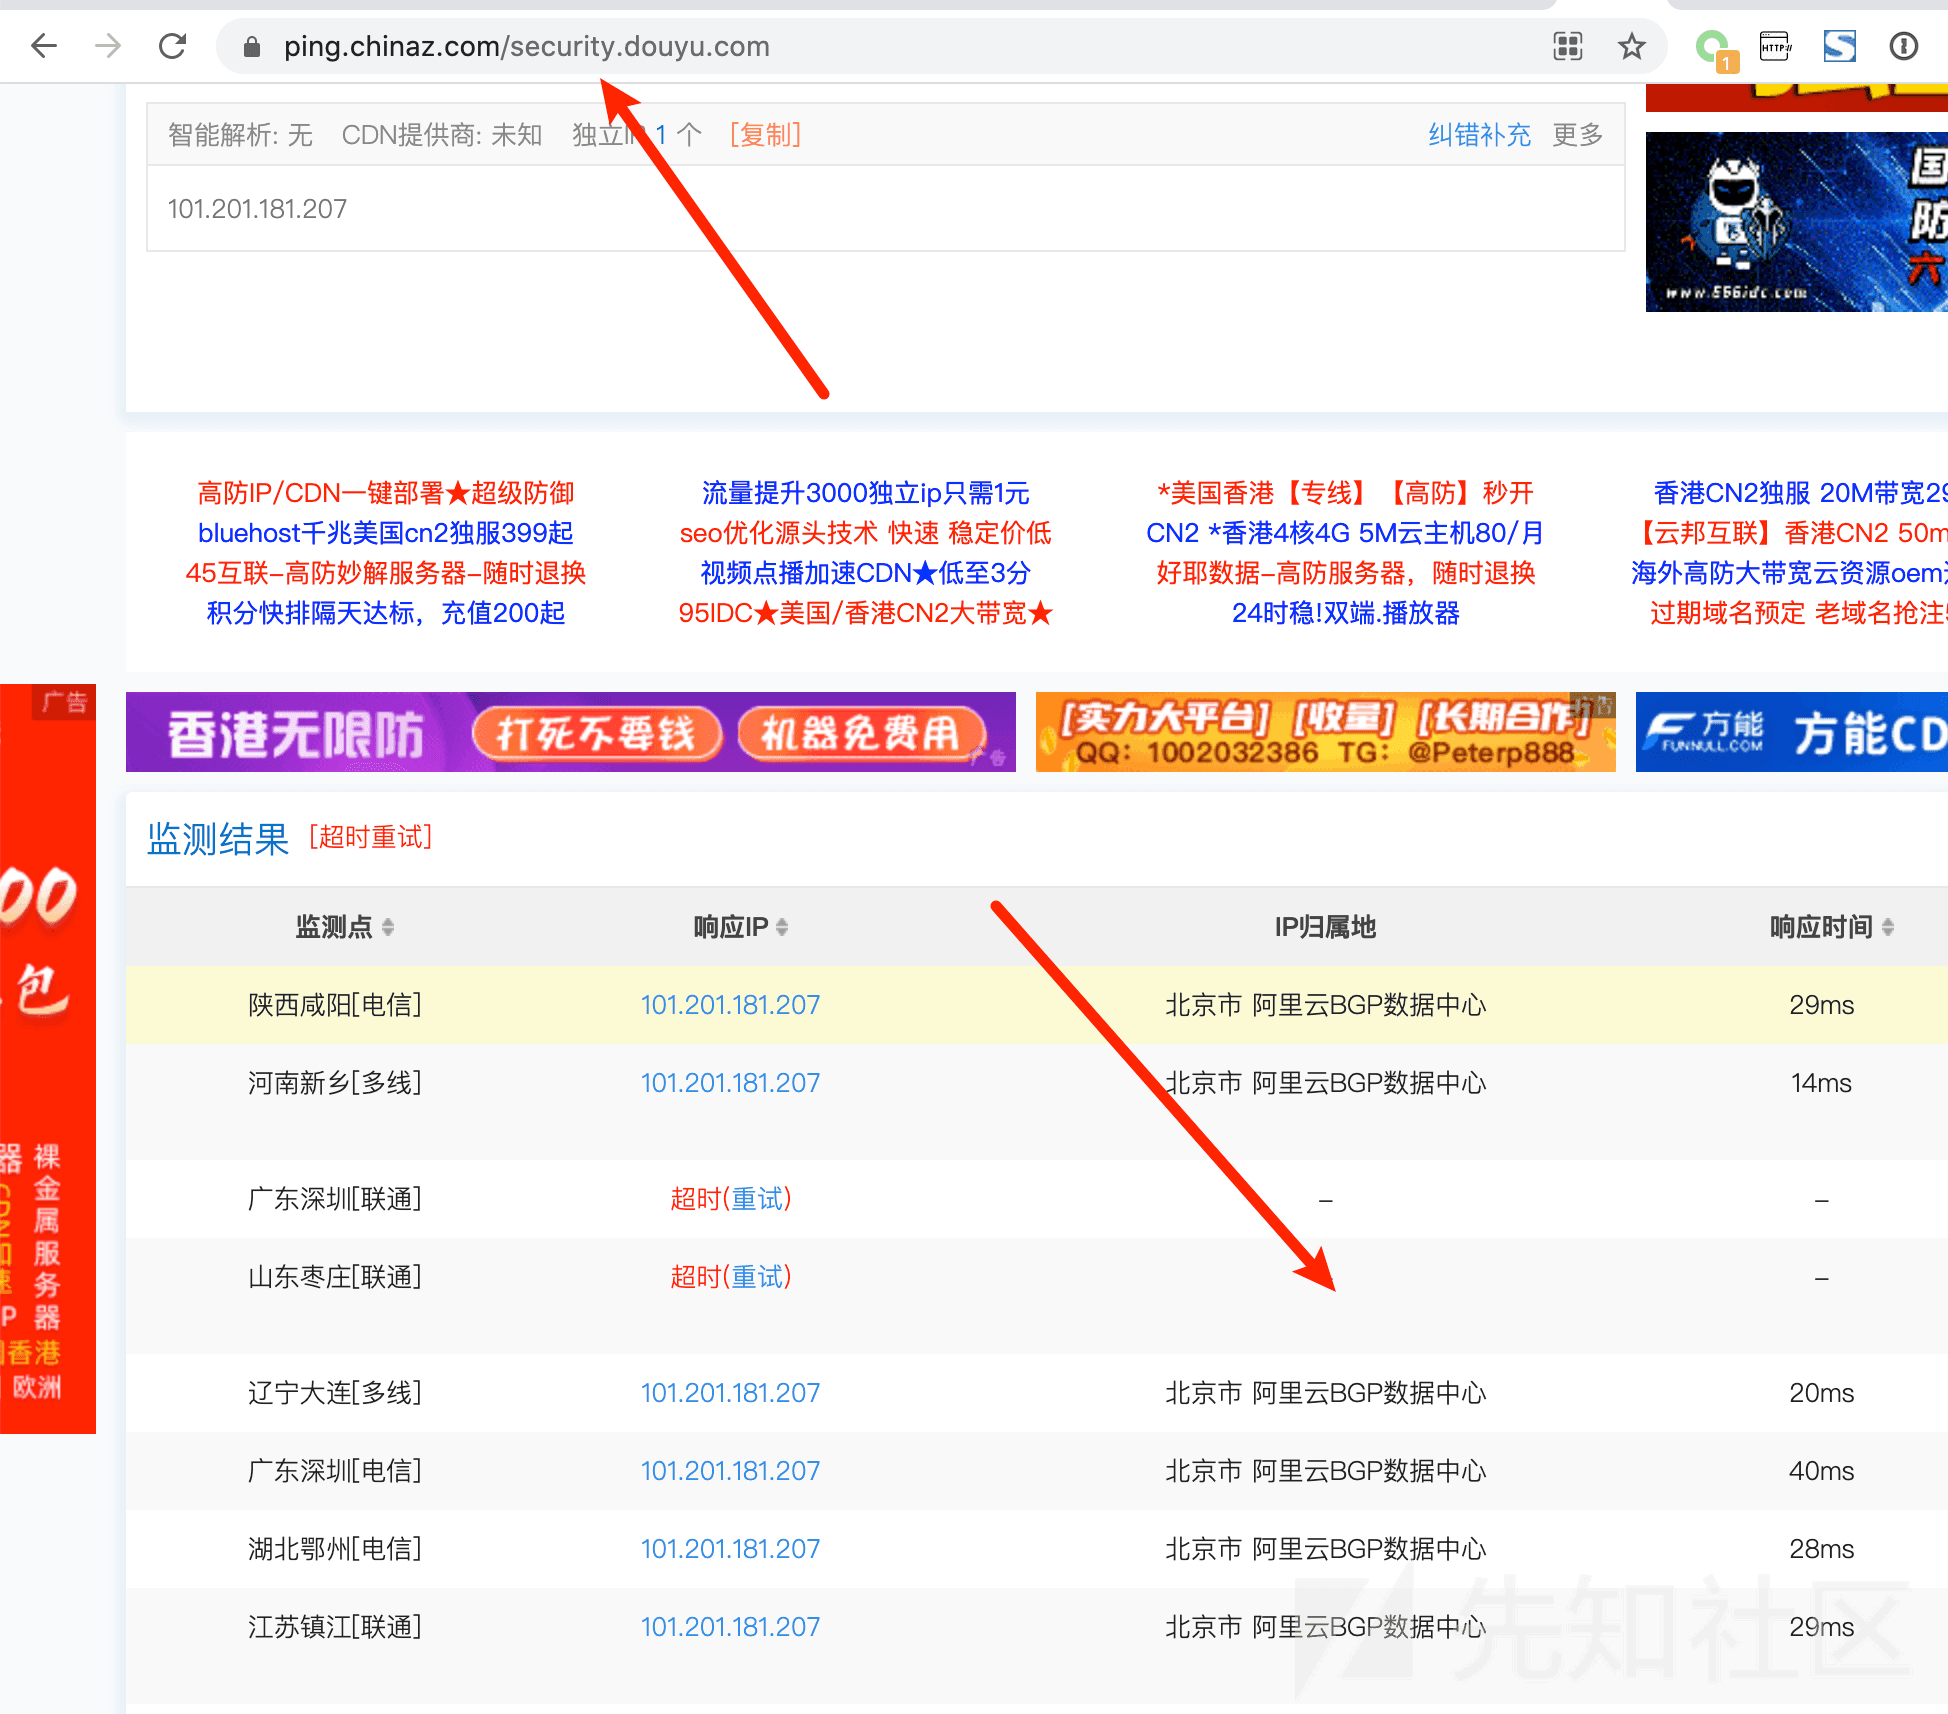 ping.chinaz.com/security.douyu.com
1
HTTP://
智能解析: 无 CDN提供商: 未知 独立IP 1 个 [复制] 纠错补充 更多
101.201.181.207
国
防
六
www.556idc.com
高防IP/CDN一键部署★超级防御 流量提升3000独立ip只需1元 *美国香港【专线】【高防】秒开 香港CN2独服 20M带宽29
bluehost千兆美国cn2独服399起 seo优化源头技术 快速 稳定价低 CN2 *香港4核4G 5M云主机80/月 【云邦互联】香港CN2 50m
45互联-高防妙解服务器-随时退换 视频点播加速CDN★低至3分 好耶数据-高防服务器，随时退换 海外高防大带宽云资源oem
积分快排隔天达标，充值200起 95IDC★美国/香港CN2大带宽★ 24时稳!双端.播放器 过期域名预定 老域名抢注
广告
香港无限防 打死不要钱 机器免费用 广告
[实力大平台] [收量] [长期合作] 广告
QQ：1002032386 TG：@Peterp888
方能 方能CD
FUNNULL.COM
00
包
裸金属服务器
香港
欧洲
监测结果 [超时重试]
监测点 响应IP IP归属地 响应时间
陕西咸阳[电信] 101.201.181.207 北京市 阿里云BGP数据中心 29ms
河南新乡[多线] 101.201.181.207 北京市 阿里云BGP数据中心 14ms
广东深圳[联通] 超时(重试) – –
山东枣庄[联通] 超时(重试) –
辽宁大连[多线] 101.201.181.207 北京市 阿里云BGP数据中心 20ms
广东深圳[电信] 101.201.181.207 北京市 阿里云BGP数据中心 40ms
湖北鄂州[电信] 101.201.181.207 北京市 阿里云BGP数据中心 28ms
江苏镇江[联通] 101.201.181.207 北京市 阿里云BGP数据中心 29ms
先知社区